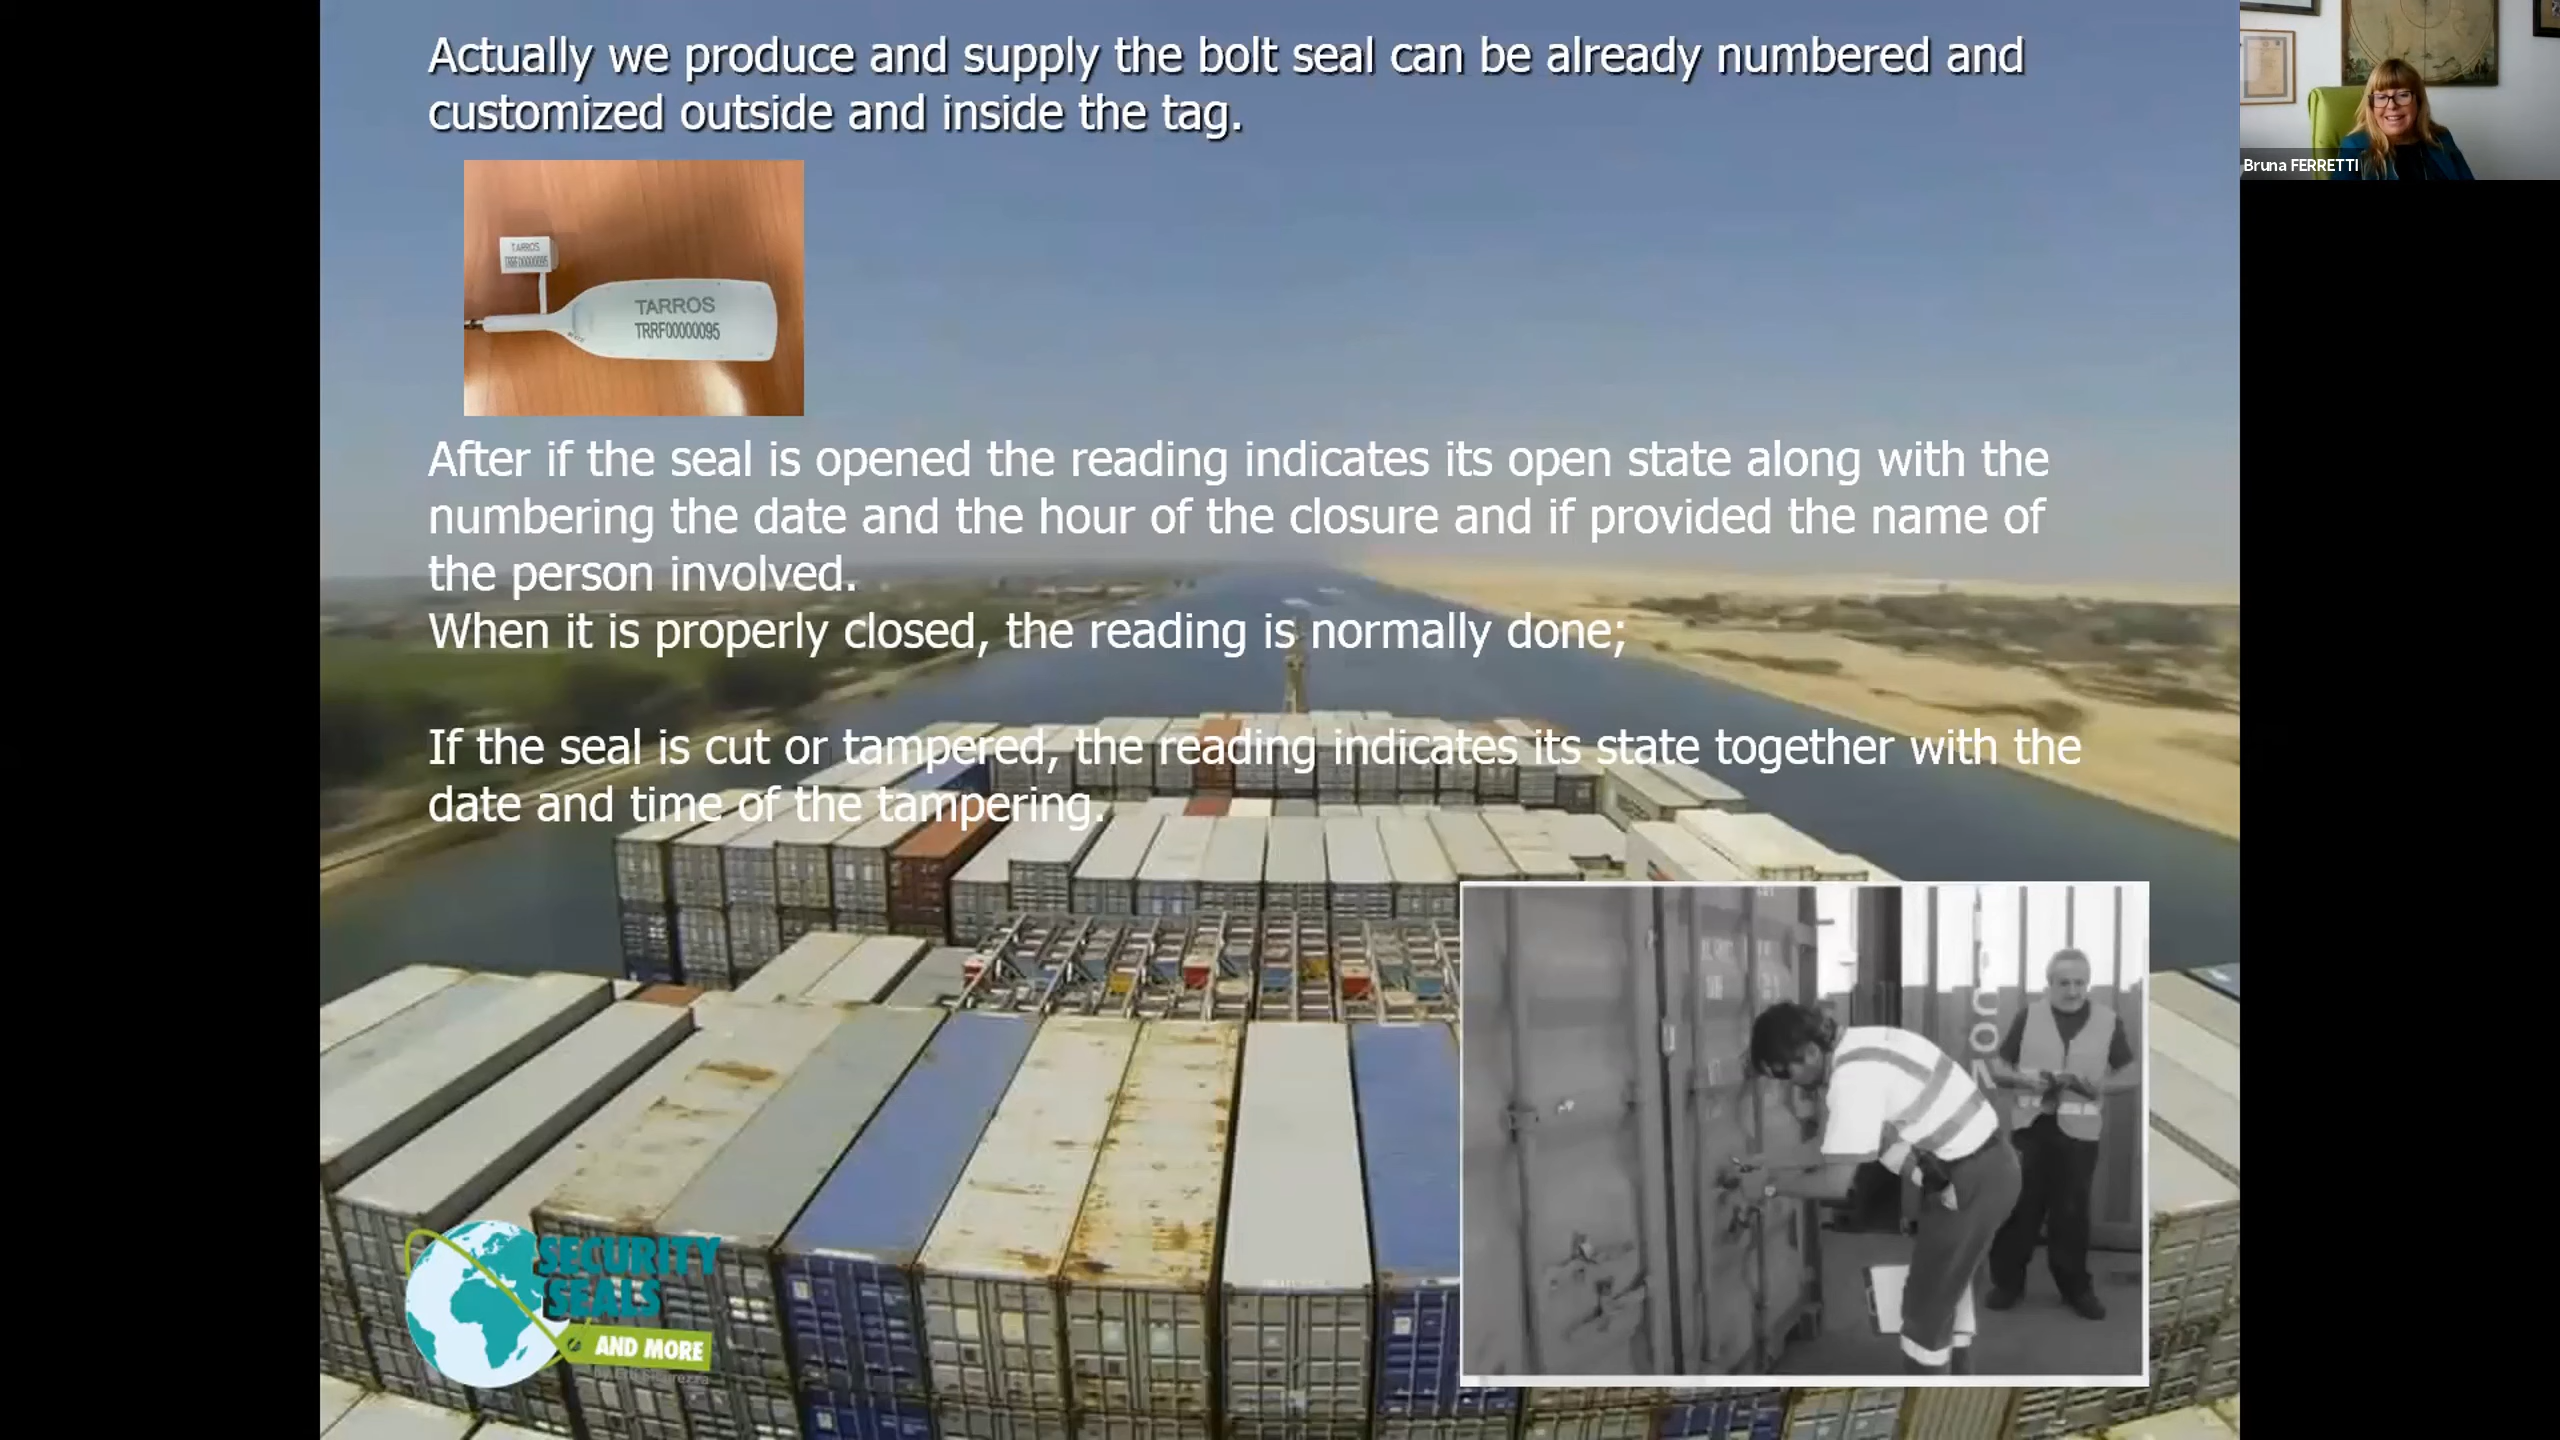 Actually we produce and supply the bolt seal can be already numbered and
customized outside and inside the tag.
Bruna FERRETTI
TARROS
TRRF00000095
TARROS
TRRF00000095
After if the seal is opened the reading indicates its open state along with the
numbering the date and the hour of the closure and if provided the name of
the person involved.
When it is properly closed, the reading is normally done;
If the seal is cut or tampered, the reading indicates its state together with the
date and time of the tampering.
SECURITY
SEALS
AND MORE